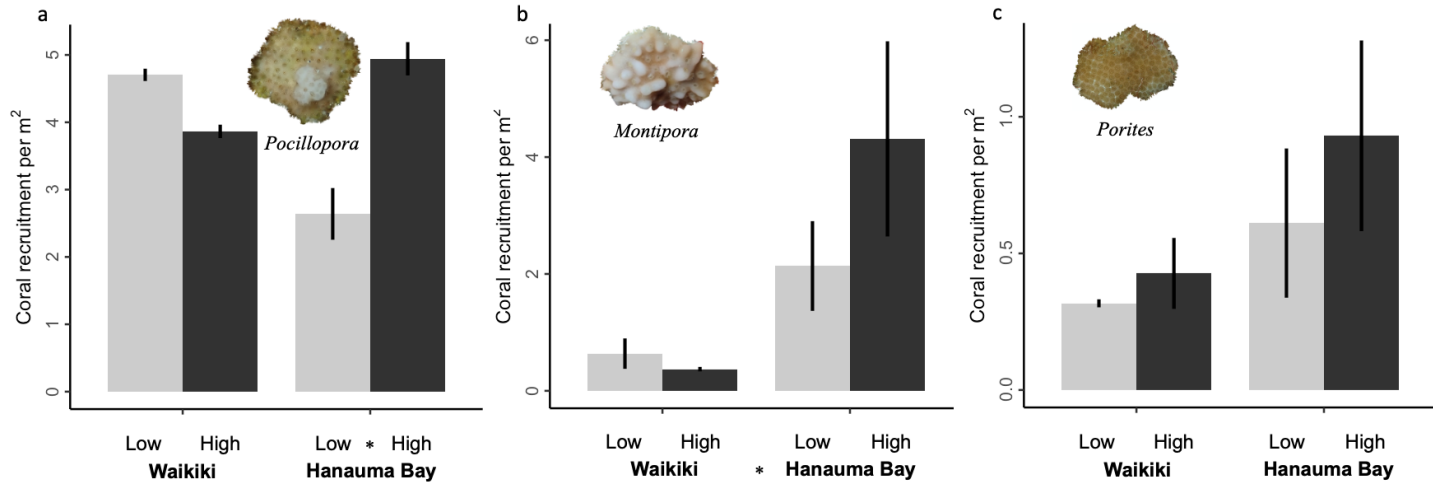 a
Coral recruitment per m²
5
4
3
2
1
0
Pocillopora
Low High Low * High
Waikiki Hanauma Bay
b
Coral recruitment per m²
6
4
2
0
Montipora
Low High Low High
Waikiki * Hanauma Bay
c
Coral recruitment per m²
1.0
0.5
0.0
Porites
Low High Low High
Waikiki Hanauma Bay